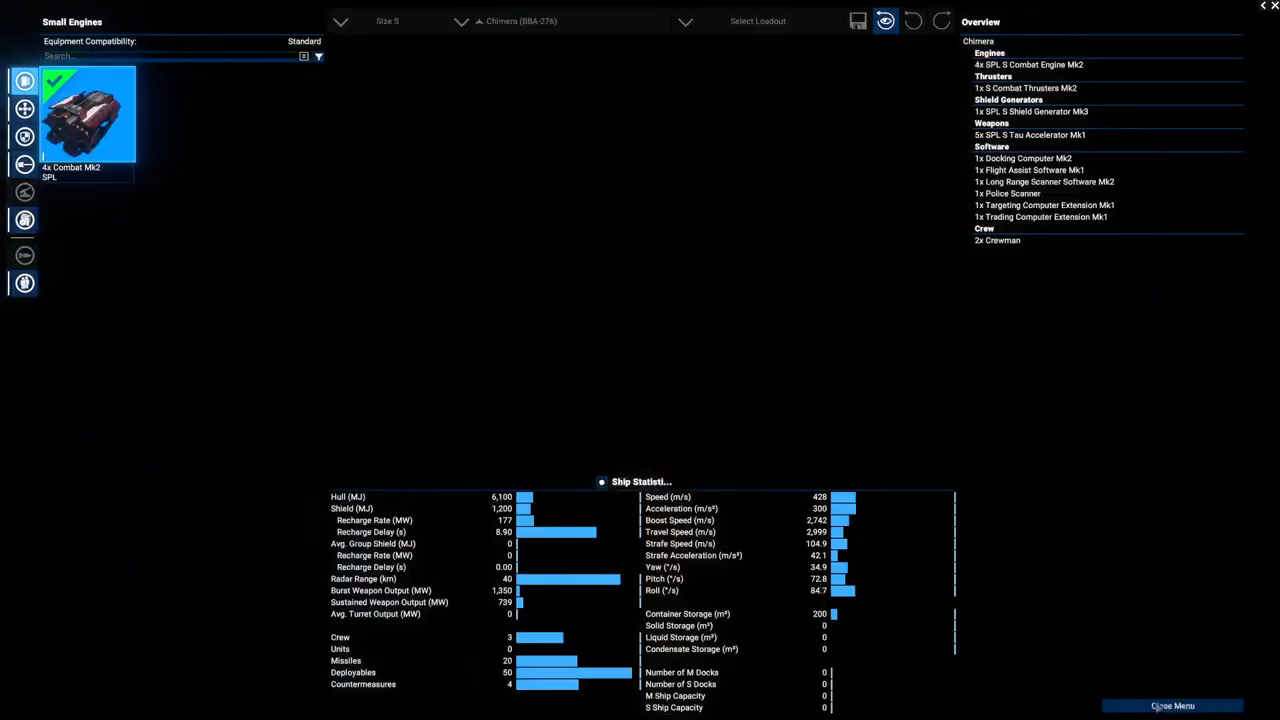 Small Engines
Equipment Compatibility: Standard
Search...
0
4x Combat Mk2
SPL
Size S
Chimera (BBA-276)
Select Loadout
Overview
Chimera
Engines
4x SPL S Combat Engine Mk2
Thrusters
1x S Combat Thrusters Mk2
Shield Generators
1x SPL S Shield Generator Mk3
Weapons
5x SPL S Tau Accelerator Mk1
Software
1x Docking Computer Mk2
1x Flight Assist Software Mk1
1x Long Range Scanner Software Mk2
1x Police Scanner
1x Targeting Computer Extension Mk1
1x Trading Computer Extension Mk1
Crew
2x Crewman
Ship Statisti...
Hull (MJ) 6,100
Shield (MJ) 1,200
Recharge Rate (MW) 177
Recharge Delay (s) 8.90
Avg. Group Shield (MJ) 0
Recharge Rate (MW) 0
Recharge Delay (s) 0.00
Radar Range (km) 40
Burst Weapon Output (MW) 1,350
Sustained Weapon Output (MW) 739
Avg. Turret Output (MW) 0
Crew 3
Units 0
Missiles 20
Deployables 50
Countermeasures 4
Speed (m/s) 428
Acceleration (m/s²) 300
Boost Speed (m/s) 2,742
Travel Speed (m/s) 2,999
Strafe Speed (m/s) 104.9
Strafe Acceleration (m/s²) 42.1
Yaw (°/s) 34.9
Pitch (°/s) 72.8
Roll (°/s) 84.7
Container Storage (m³) 200
Solid Storage (m³) 0
Liquid Storage (m³) 0
Condensate Storage (m³) 0
Number of M Docks 0
Number of S Docks 0
M Ship Capacity 0
S Ship Capacity 0
Close Menu